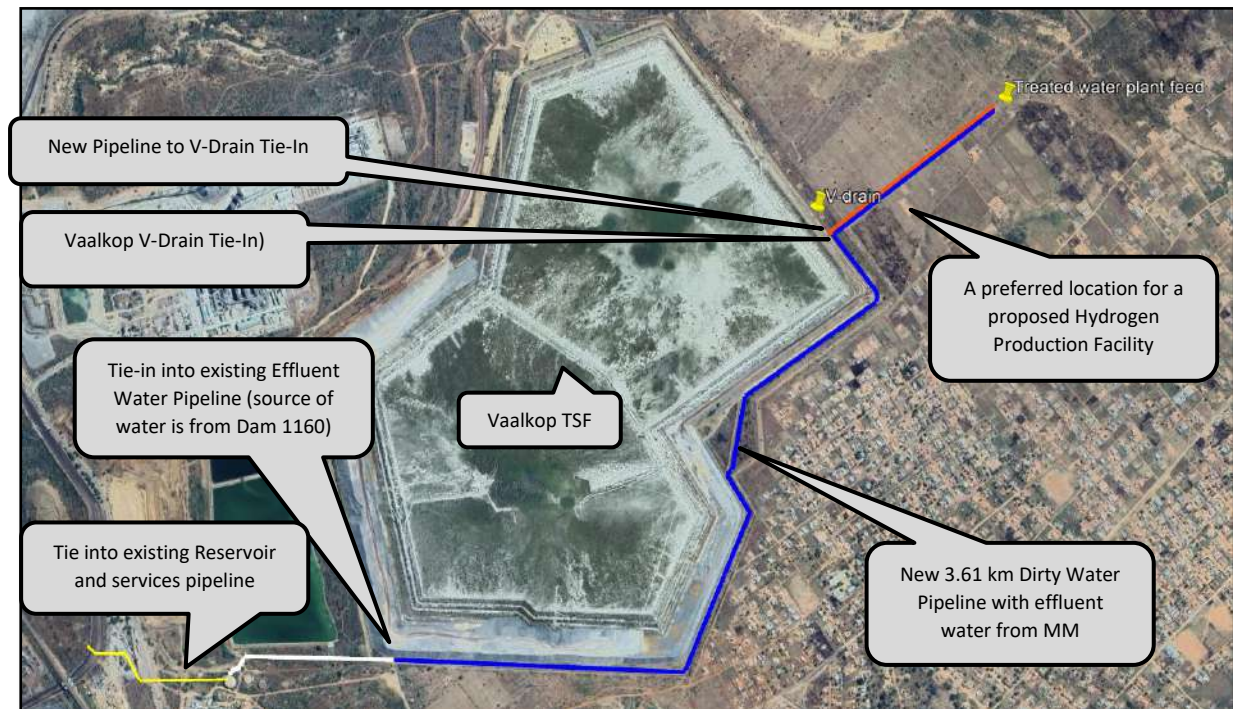 Treated water plant feed
New Pipeline to V-Drain Tie-In
V-drain
Vaalkop V-Drain Tie-In)
A preferred location for a
proposed Hydrogen
Production Facility
Tie-in into existing Effluent
Water Pipeline (source of
water is from Dam 1160)
Vaalkop TSF
Tie into existing Reservoir
and services pipeline
New 3.61 km Dirty Water
Pipeline with effluent
water from MM